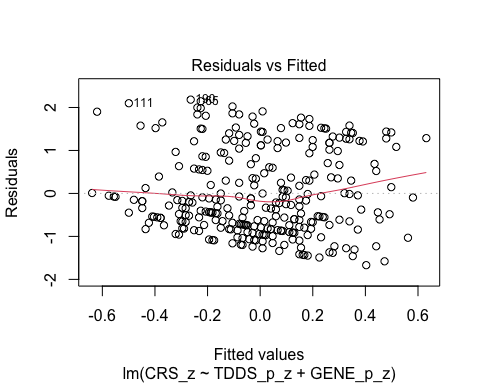 Residuals vs Fitted
111
Residuals
2
1
0
-1
-2
-0.6 -0.4 -0.2 0.0 0.2 0.4 0.6
Fitted values
lm(CRS_z ~ TDDS_p_z + GENE_p_z)